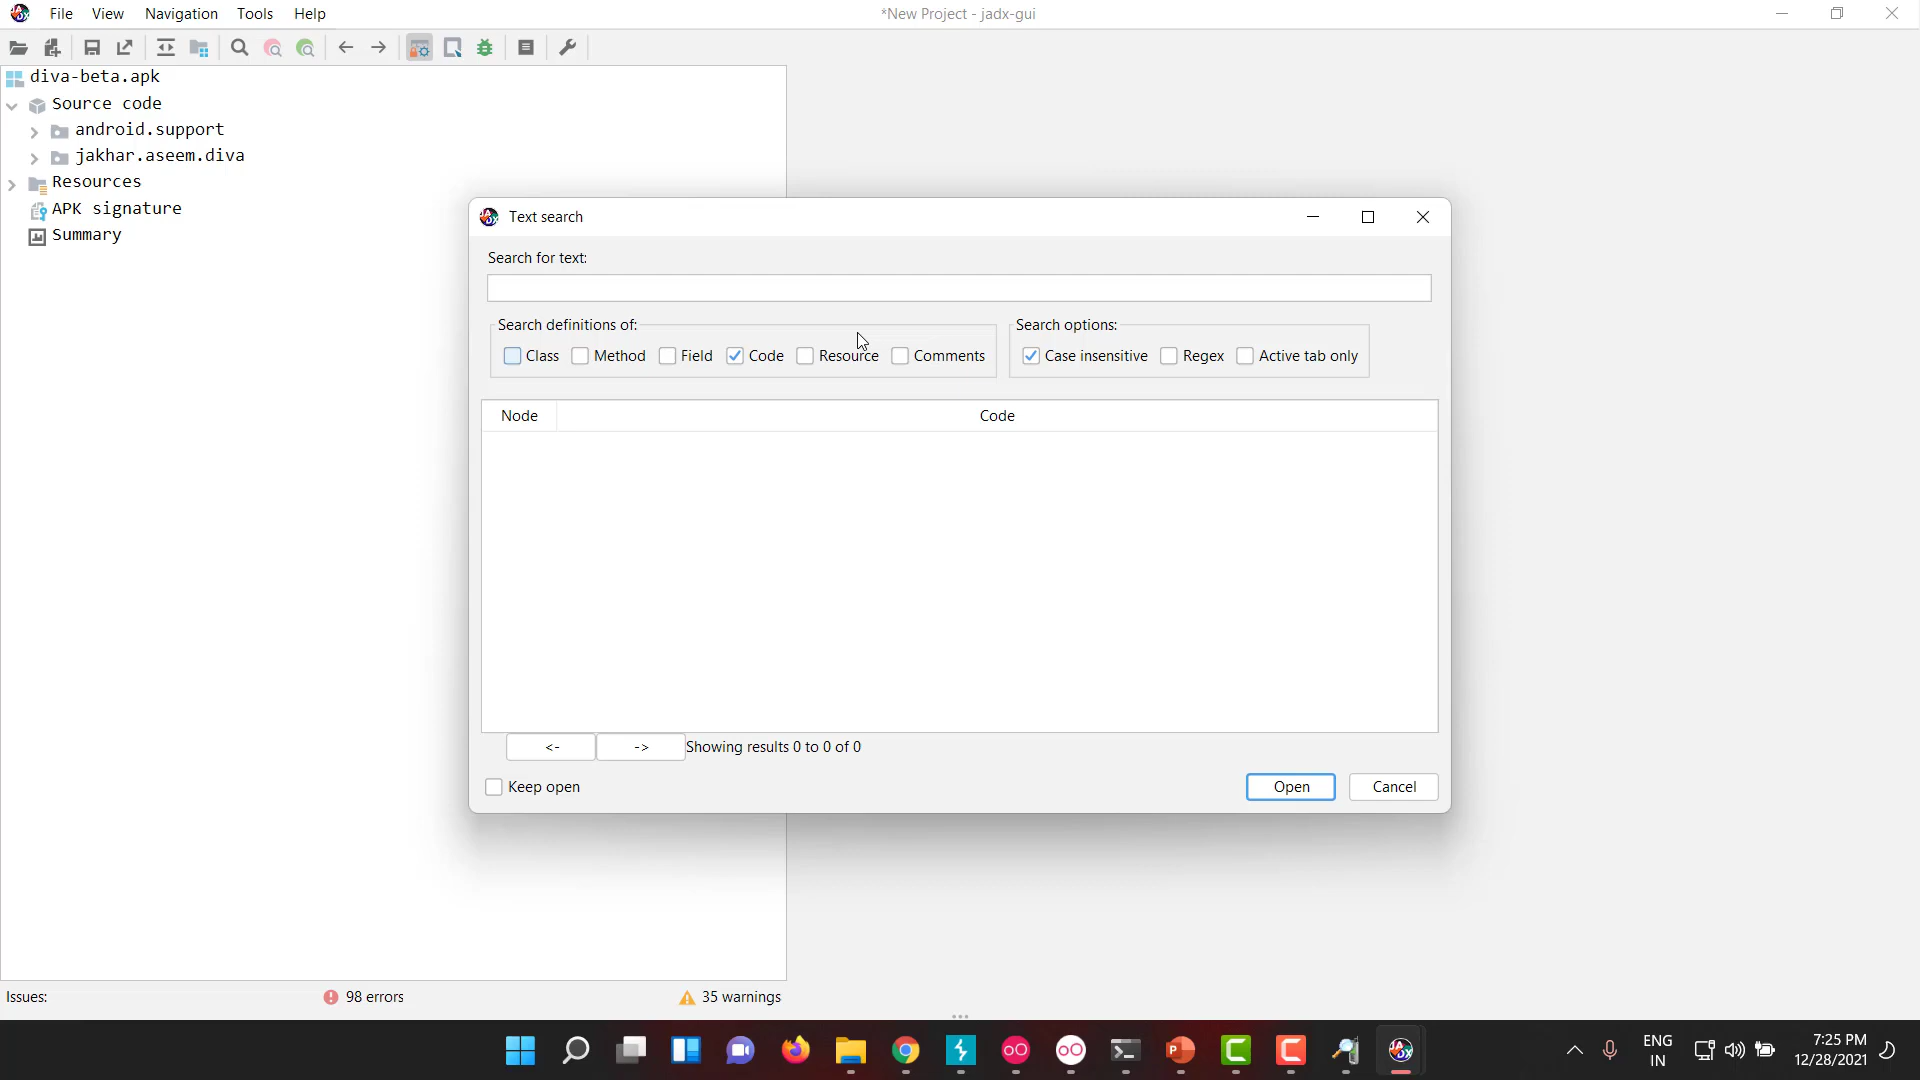 File View Navigation Tools Help
*New Project - jadx-gui
diva-beta.apk
Source code
android.support
jakhar.aseem.diva
Resources
APK signature
Summary
Text search
Search for text:
Search definitions of:
Search options:
Class Method Field Code Resource Comments
Case insensitive Regex Active tab only
Node Code
<- -> Showing results 0 to 0 of 0
Keep open
Open Cancel
Issues: 98 errors 35 warnings
ENG
IN
7:25 PM
12/28/2021